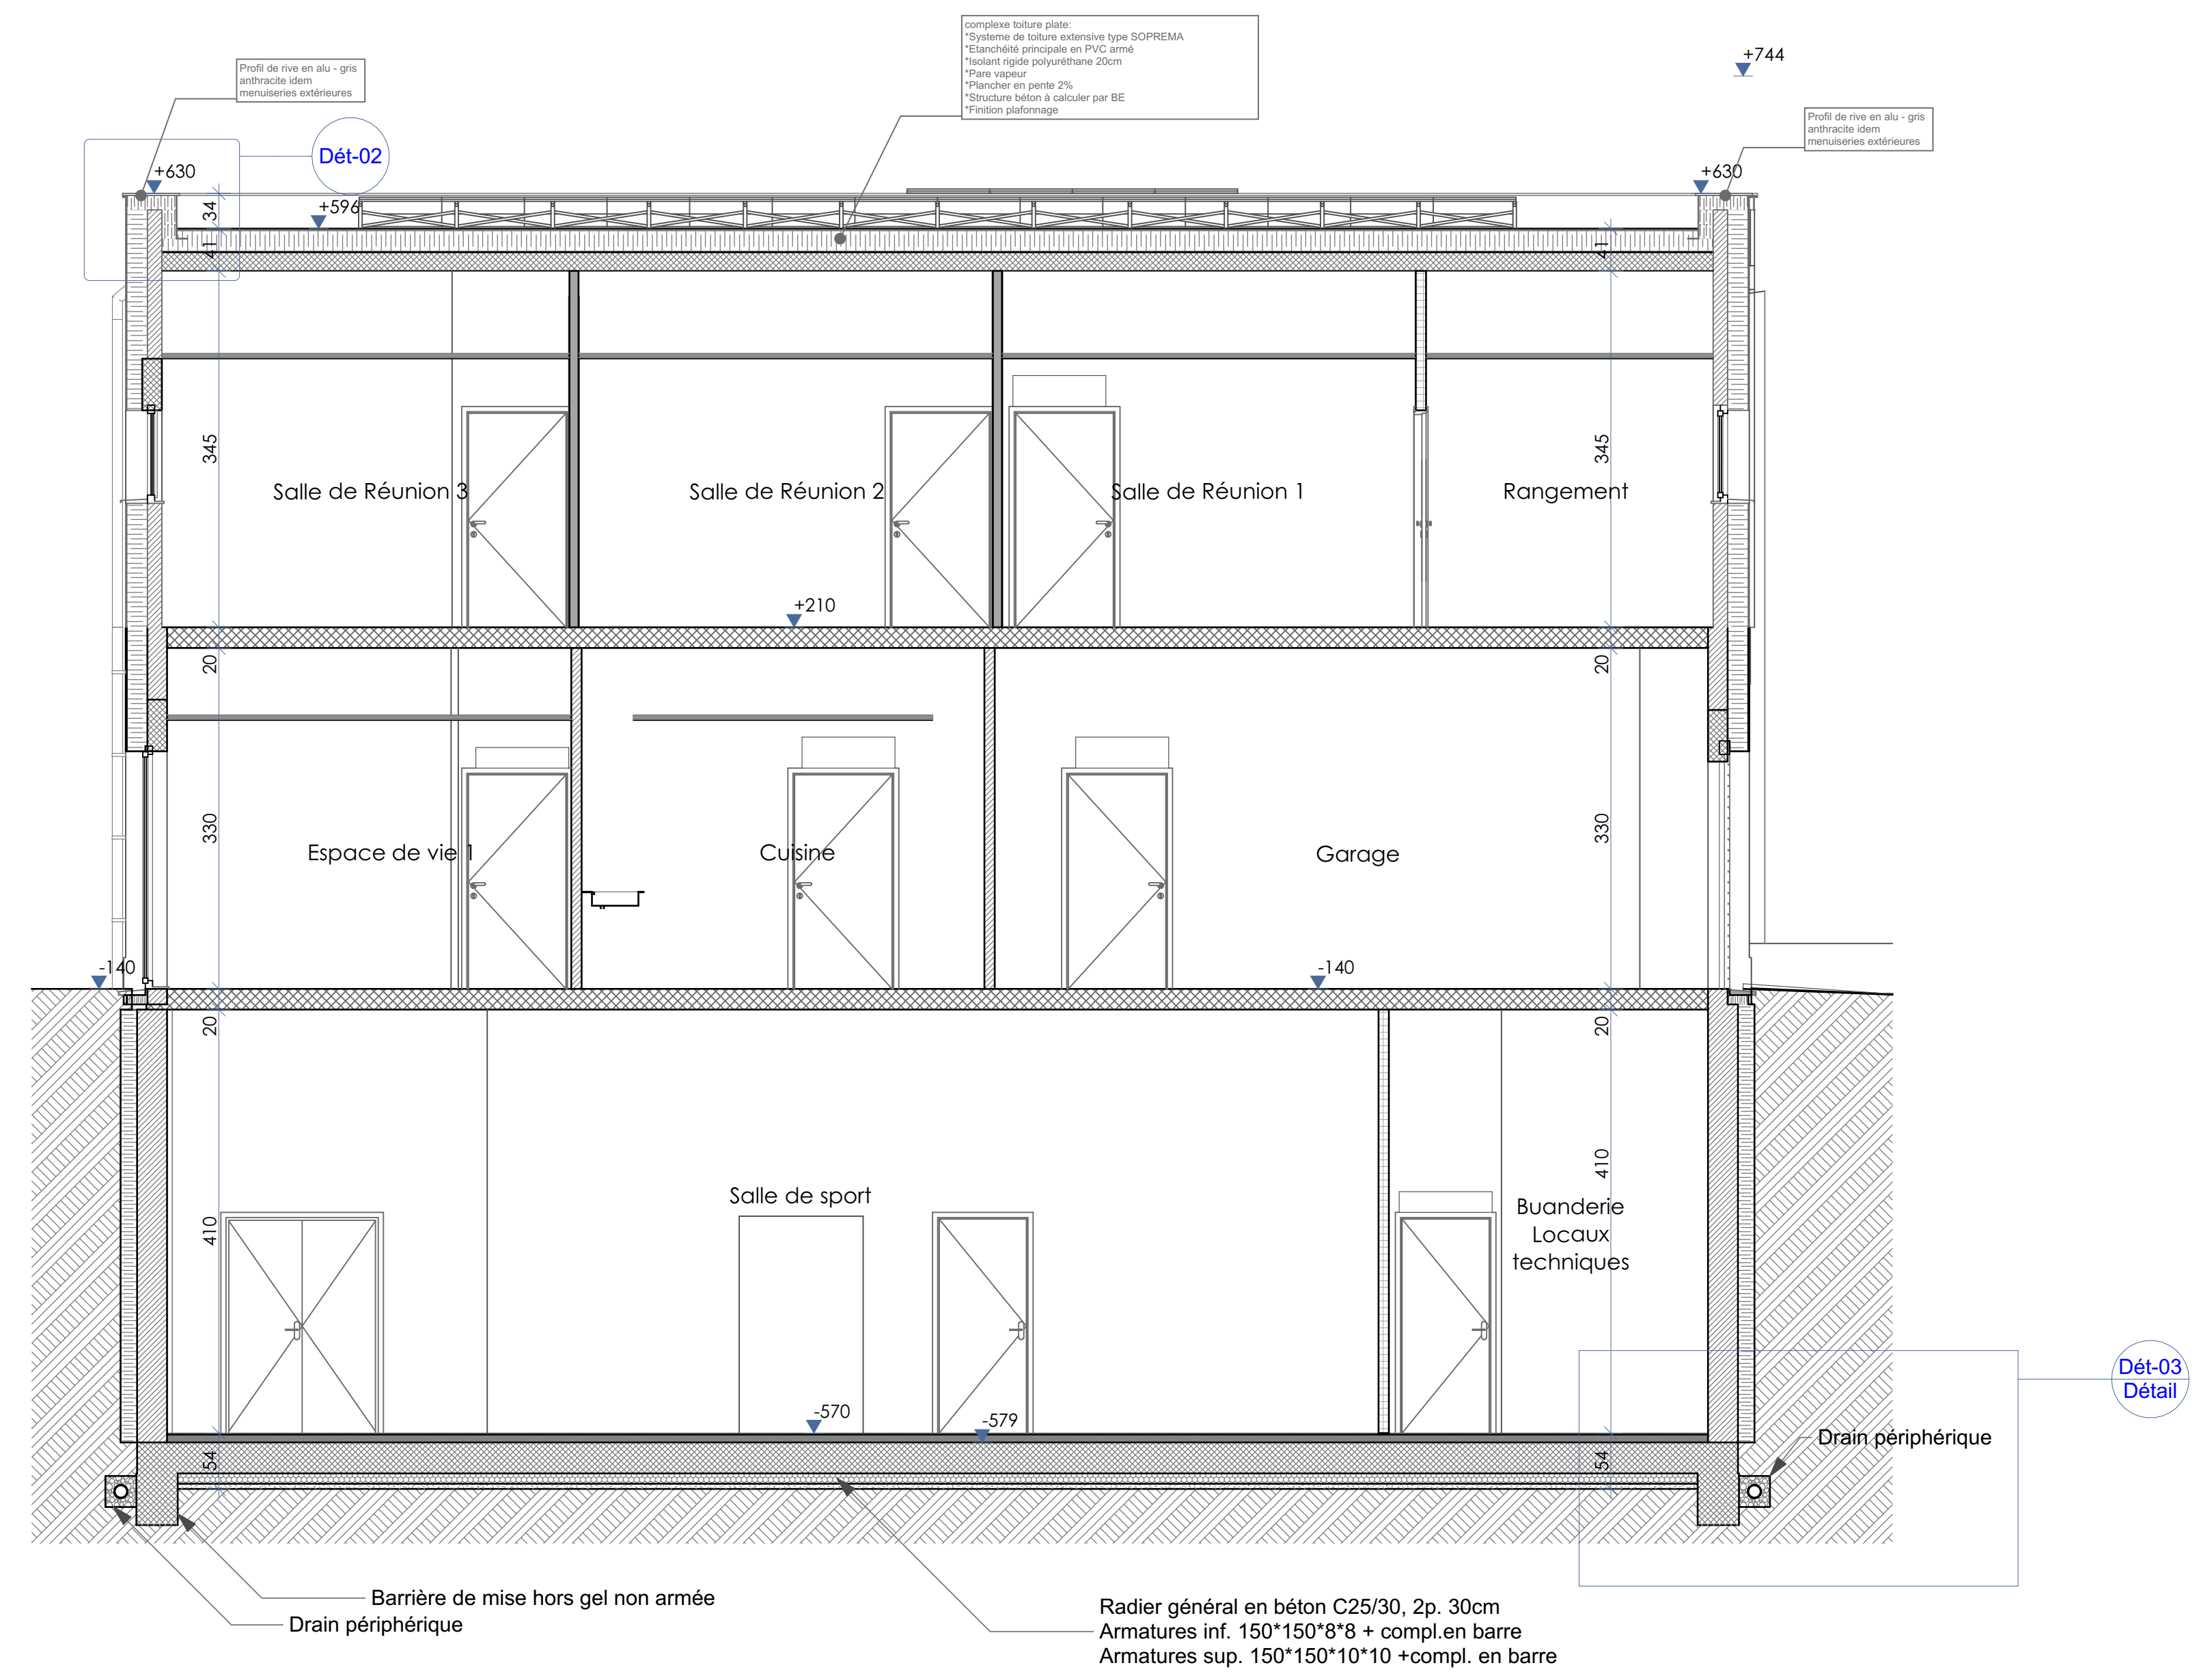 complexe toiture plate:
*Systeme de toiture extensive type SOPREMA
*Etanchéité principale en PVC armé
*Isolant rigide polyuréthane 20cm
*Pare vapeur
*Plancher en pente 2%
*Structure béton à calculer par BE
*Finition plafonnage
+744
Profil de rive en alu - gris
anthracite idem
menuiseries extérieures
Profil de rive en alu - gris
anthracite idem
menuiseries extérieures
Dét-02
+630
+630
34
+596
41
41
345
345
Salle de Réunion 3
Salle de Réunion 2
Salle de Réunion 1
Rangement
+210
20
20
330
330
Espace de vie 1
Cuisine
Garage
-140
-140
20
20
410
Salle de sport
Buanderie
Locaux
techniques
410
Dét-03
Détail
-570
-579
Drain périphérique
54
54
Barrière de mise hors gel non armée
Drain périphérique
Radier général en béton C25/30, 2p. 30cm
Armatures inf. 150*150*8*8 + compl.en barre
Armatures sup. 150*150*10*10 +compl. en barre